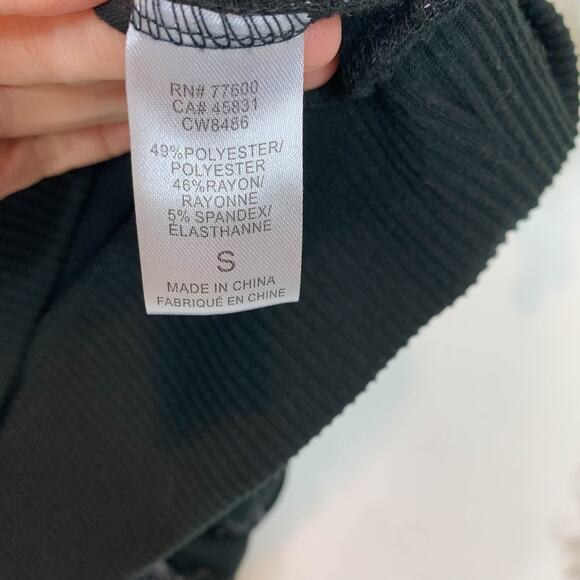 RN# 77600
CA# 45831
CW8486
49%POLYESTER/
POLYESTER
46%RAYON/
RAYONNE
5% SPANDEX/
ÉLASTHANNE
S
MADE IN CHINA
FABRIQUÉ EN CHINE